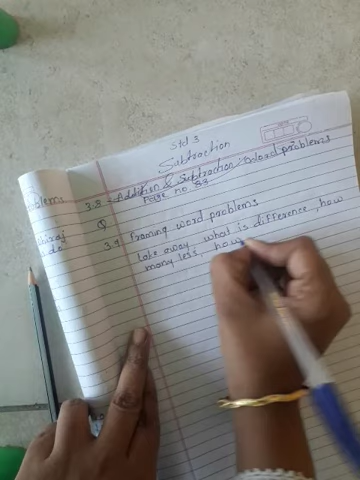 Std 3
Subtraction
3.8 Addition & Subtraction word problems
Page no 83
Q
3.9 framing word problems
take away, what is difference, how
many less, how